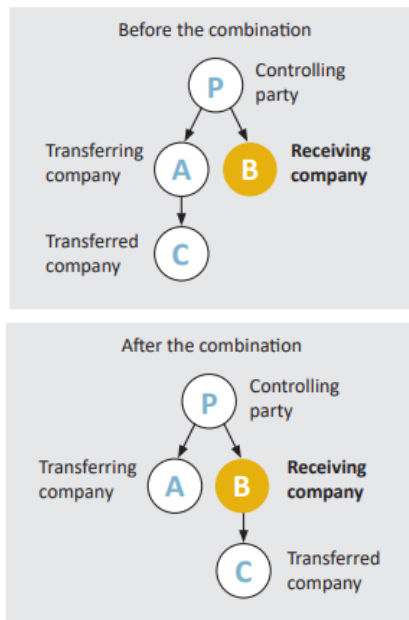 Before the combination
Controlling
party
P
Transferring
company
A
B
Receiving
company
Transferred
company
C
After the combination
Controlling
party
P
Transferring
company
A
B
Receiving
company
C
Transferred
company